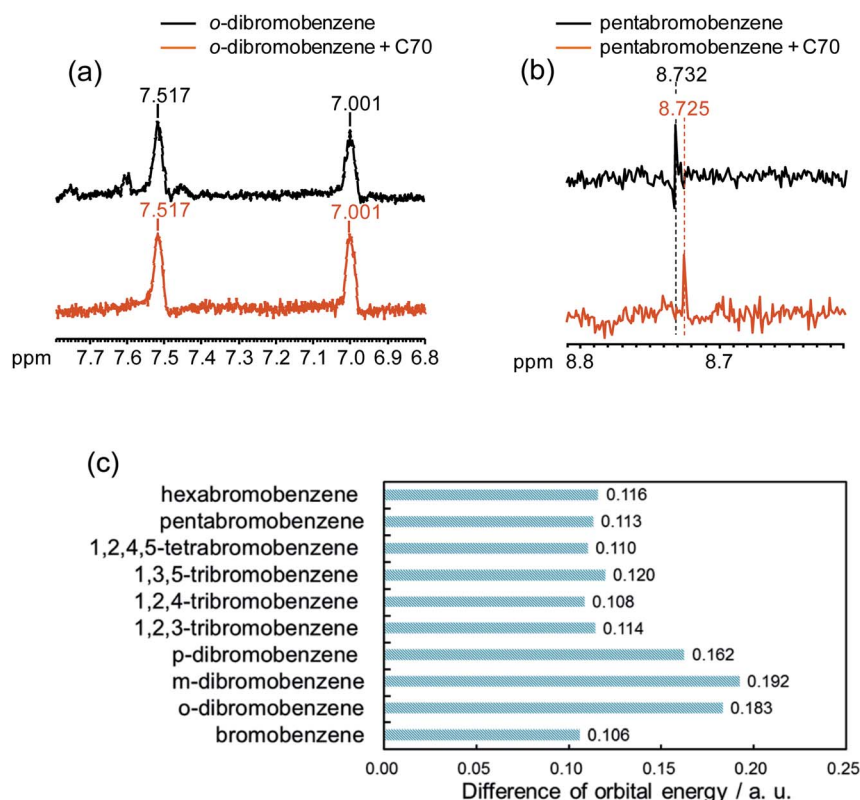 o-dibromobenzene
o-dibromobenzene + C70
(a)
7.517
7.001
7.517
7.001
ppm 7.7 7.6 7.5 7.4 7.3 7.2 7.1 7.0 6.9 6.8
pentabromobenzene
pentabromobenzene + C70
(b)
8.732
8.725
ppm 8.8 8.7
(c)
hexabromobenzene 0.116
pentabromobenzene 0.113
1,2,4,5-tetrabromobenzene 0.110
1,3,5-tribromobenzene 0.120
1,2,4-tribromobenzene 0.108
1,2,3-tribromobenzene 0.114
p-dibromobenzene 0.162
m-dibromobenzene 0.192
o-dibromobenzene 0.183
bromobenzene 0.106
0.00 0.05 0.10 0.15 0.20 0.25
Difference of orbital energy / a. u.